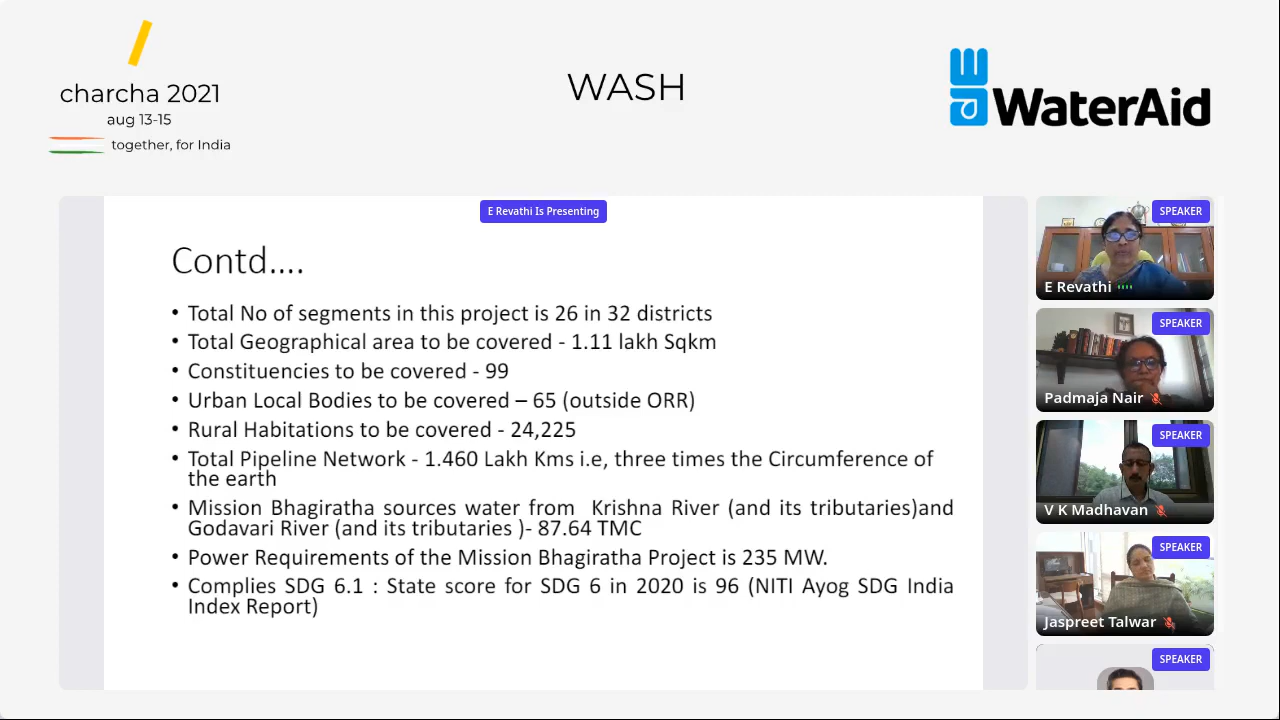 charcha 2021
aug 13-15
together, for India
WASH
WaterAid
E Revathi Is Presenting
Contd....
• Total No of segments in this project is 26 in 32 districts
• Total Geographical area to be covered - 1.11 lakh Sqkm
• Constituencies to be covered - 99
• Urban Local Bodies to be covered – 65 (outside ORR)
• Rural Habitations to be covered - 24,225
• Total Pipeline Network - 1.460 Lakh Kms i.e, three times the Circumference of
the earth
• Mission Bhagiratha sources water from Krishna River (and its tributaries)and
Godavari River (and its tributaries )- 87.64 TMC
• Power Requirements of the Mission Bhagiratha Project is 235 MW.
• Complies SDG 6.1 : State score for SDG 6 in 2020 is 96 (NITI Ayog SDG India
Index Report)
SPEAKER
E Revathi
SPEAKER
Padmaja Nair
SPEAKER
V K Madhavan
SPEAKER
Jaspreet Talwar
SPEAKER